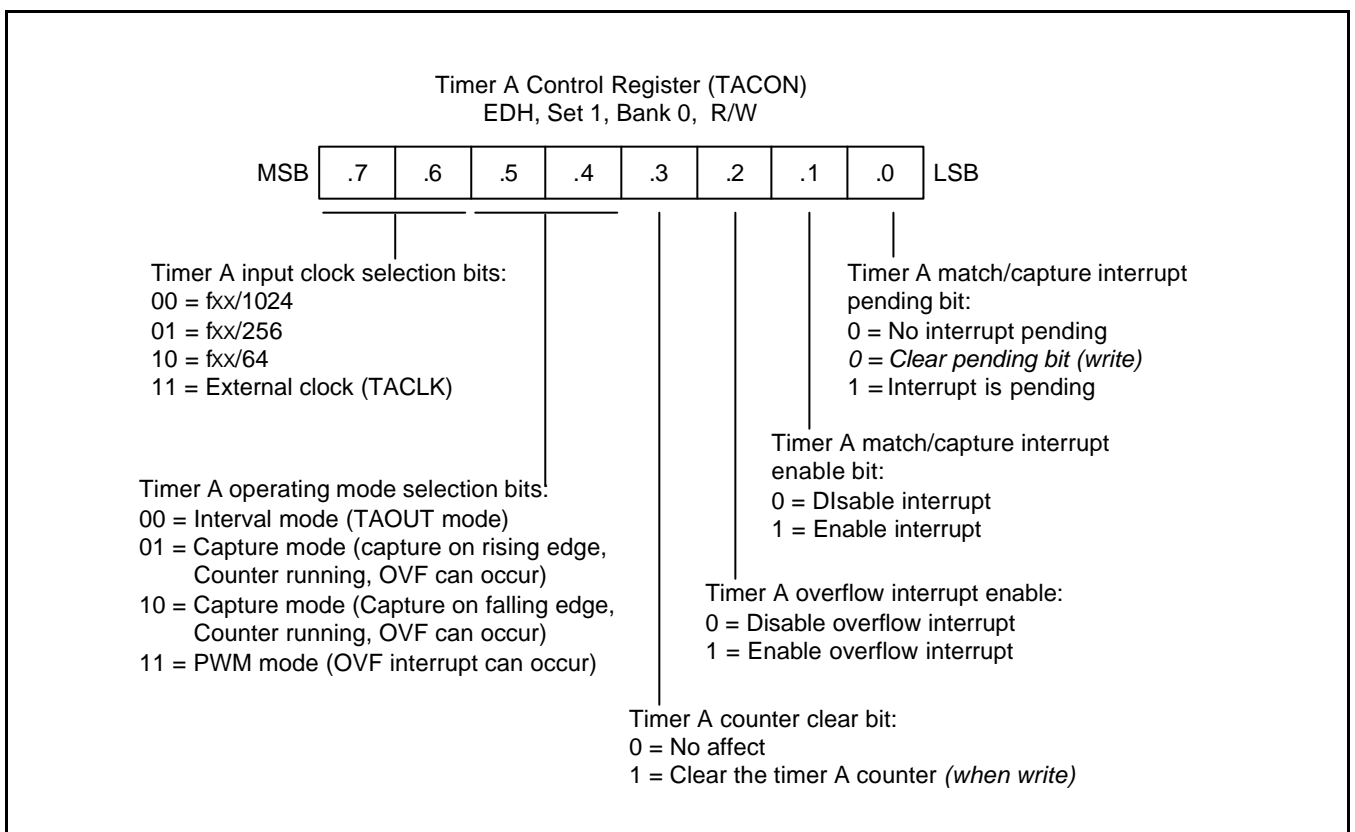 Timer A Control Register (TACON)
EDH, Set 1, Bank 0, R/W
MSB .7 .6 .5 .4 .3 .2 .1 .0 LSB
Timer A input clock selection bits:
00 = fxx/1024
01 = fxx/256
10 = fxx/64
11 = External clock (TACLK)
Timer A match/capture interrupt
pending bit:
0 = No interrupt pending
0 = Clear pending bit (write)
1 = Interrupt is pending
Timer A match/capture interrupt
enable bit:
0 = DIsable interrupt
1 = Enable interrupt
Timer A operating mode selection bits:
00 = Interval mode (TAOUT mode)
01 = Capture mode (capture on rising edge,
Counter running, OVF can occur)
10 = Capture mode (Capture on falling edge,
Counter running, OVF can occur)
11 = PWM mode (OVF interrupt can occur)
Timer A overflow interrupt enable:
0 = Disable overflow interrupt
1 = Enable overflow interrupt
Timer A counter clear bit:
0 = No affect
1 = Clear the timer A counter (when write)